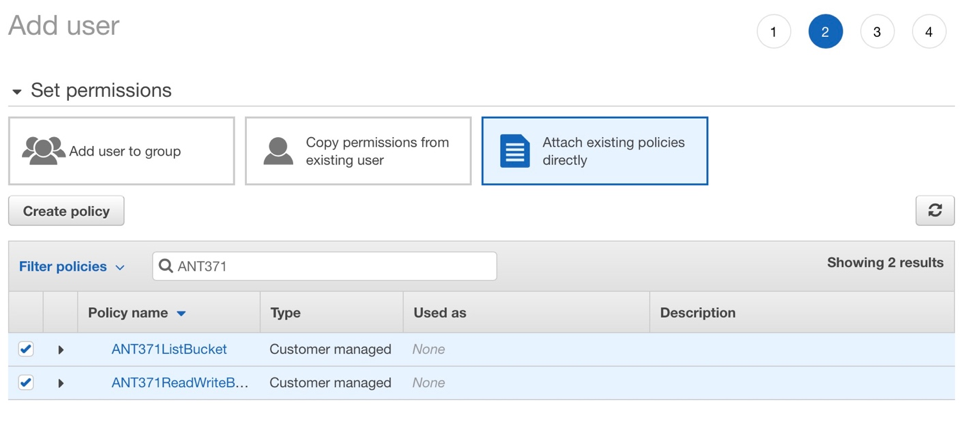 Add user
1 2 3 4
Set permissions
Add user to group
Copy permissions from
existing user
Attach existing policies
directly
Create policy
Filter policies ANT371 Showing 2 results
Policy name Type Used as Description
ANT371ListBucket Customer managed None
ANT371ReadWriteB... Customer managed None